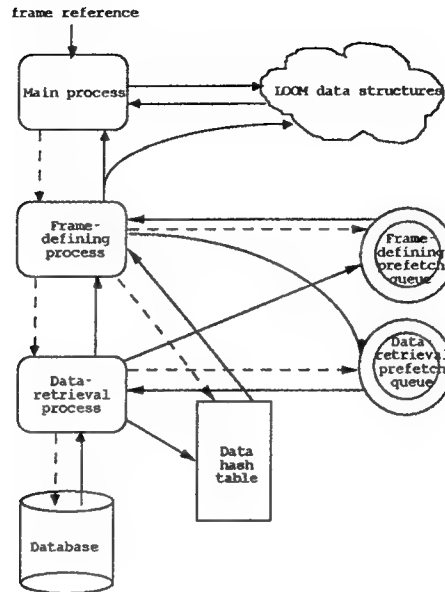 frame reference
Main process
LOOM data structures
Frame-
defining
process
Frame-
defining
prefetch
queue
Data-
retrieval
process
Data
retrieval
prefetch
queue
Data
hash
table
Database